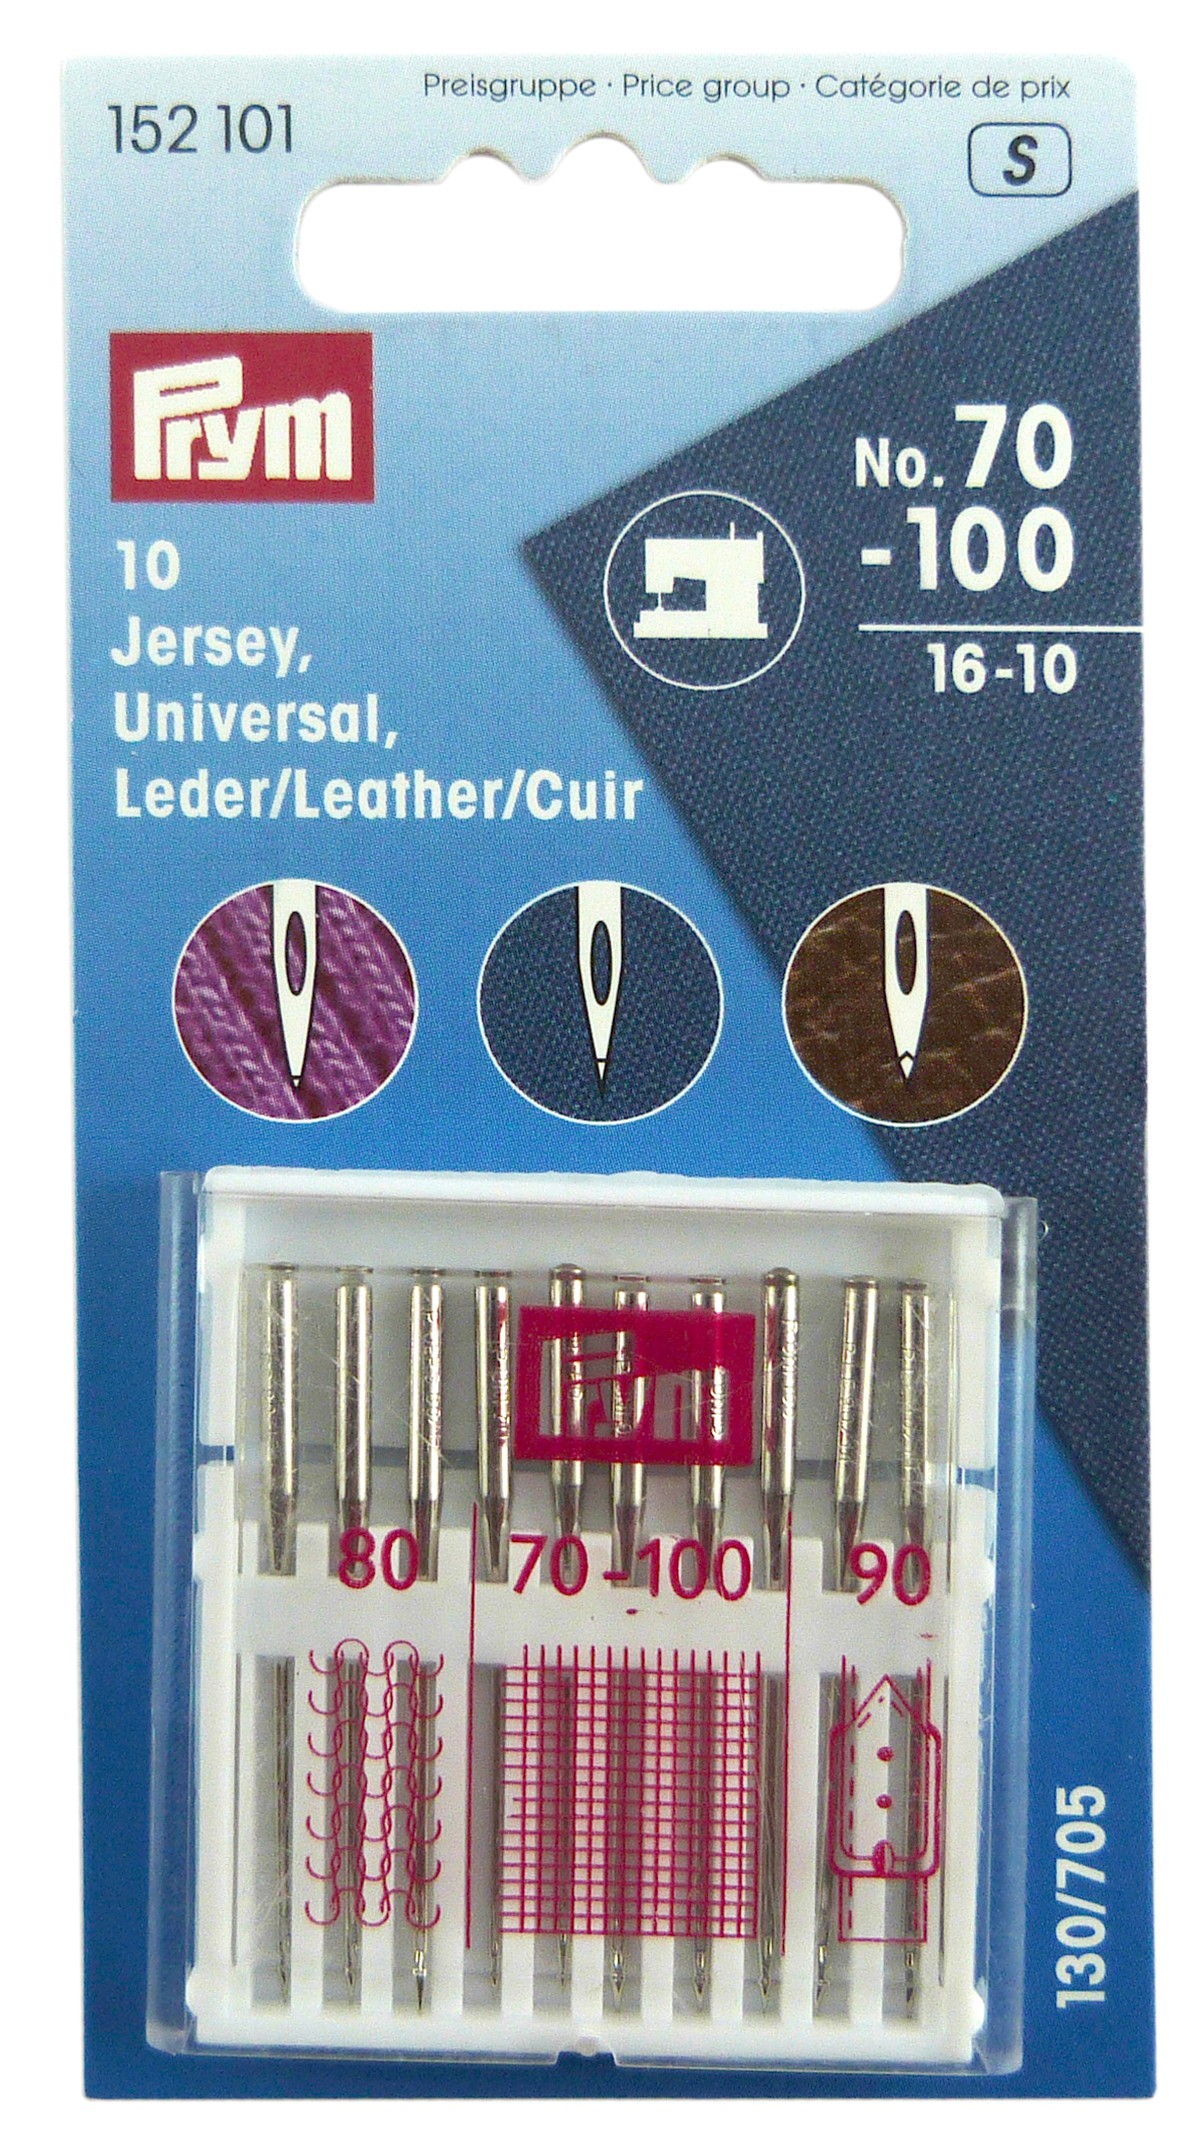 Preisgruppe · Price group · Catégorie de prix
152 101
S
Prym
No. 70
-100
16-10
10
Jersey,
Universal,
Leder/Leather/Cuir
Prym
80
70-100
90
130/705